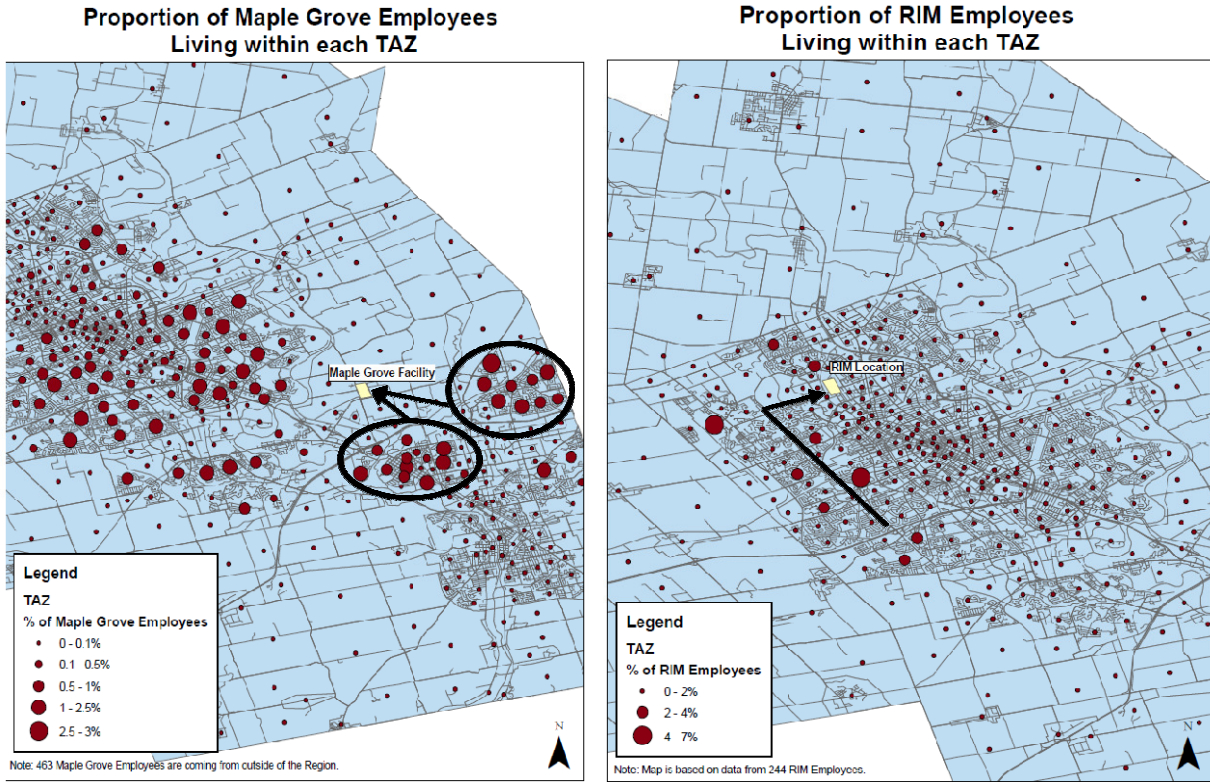 Proportion of Maple Grove Employees
Living within each TAZ
Maple Grove Facility
Legend
TAZ
% of Maple Grove Employees
0 - 0.1%
0.1 0.5%
0.5 - 1%
1 - 2.5%
2.5 - 3%
N
Note: 463 Maple Grove Employees are coming from outside of the Region.
Proportion of RIM Employees
Living within each TAZ
RIM Location
Legend
TAZ
% of RIM Employees
0 - 2%
2 - 4%
4 7%
N
Note: Map is based on data from 244 RIM Employees.